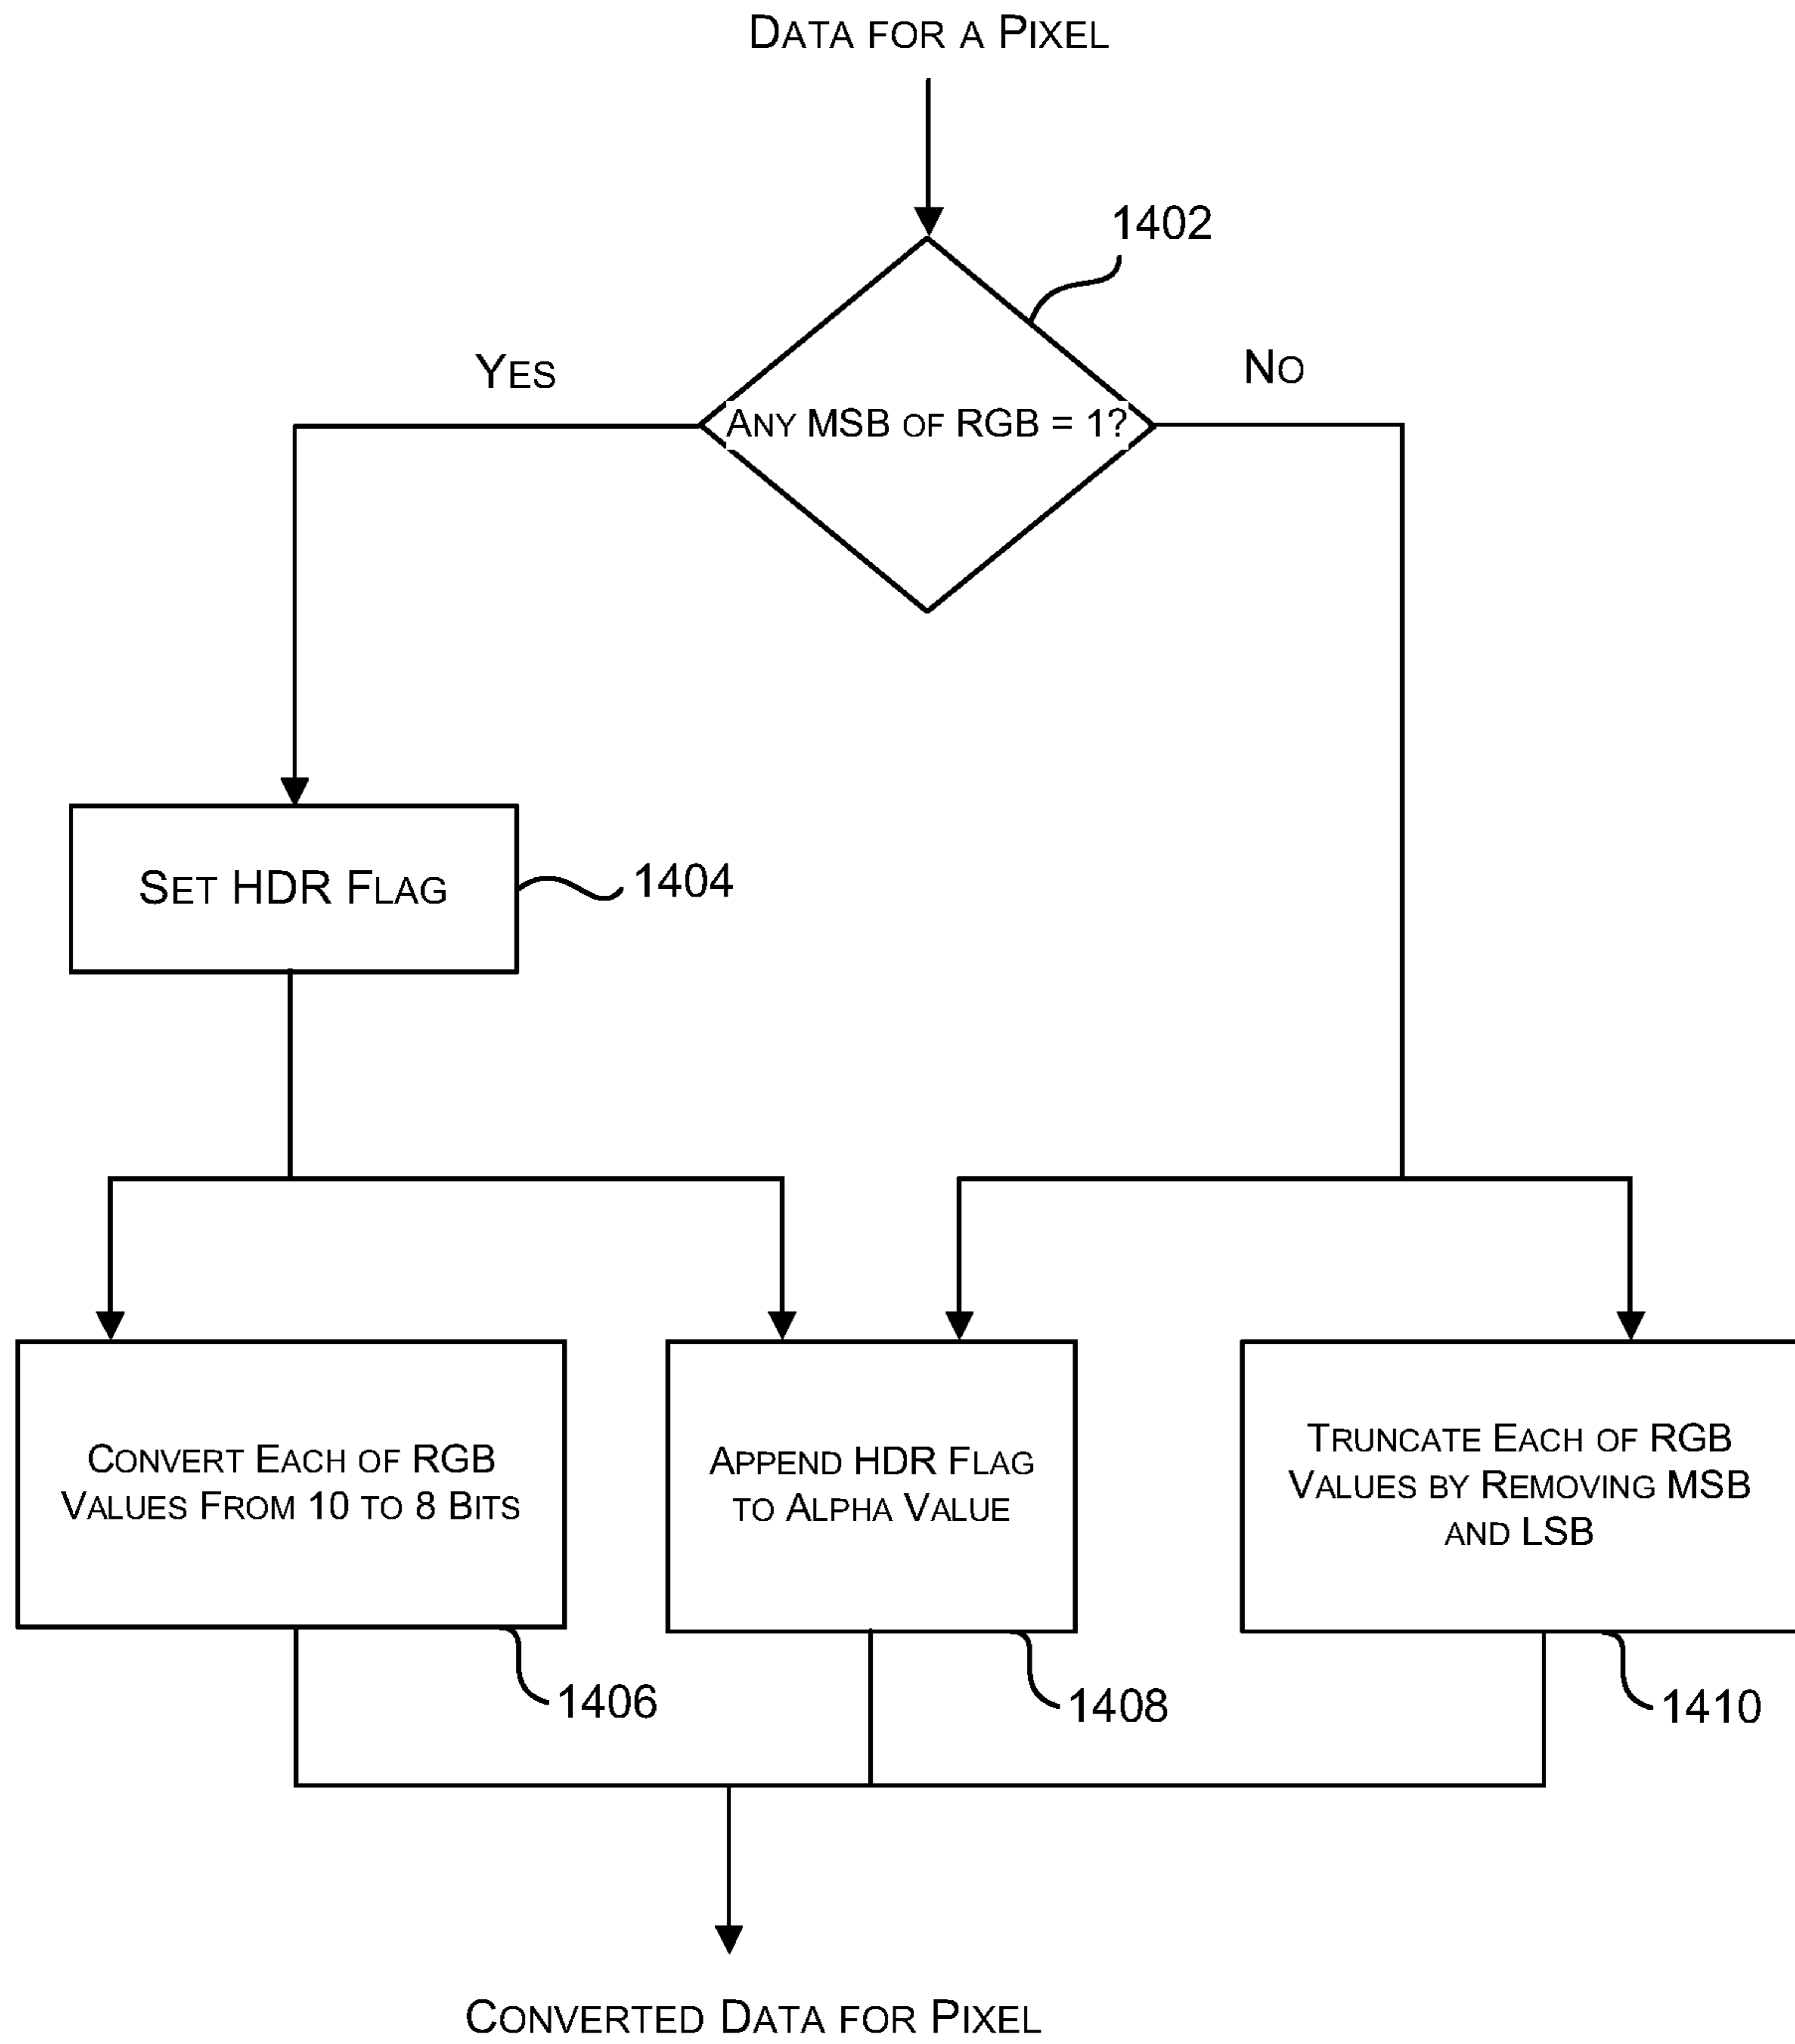 DATA FOR A PIXEL
1402
YES
NO
ANY MSB OF RGB = 1?
SET HDR FLAG
1404
CONVERT EACH OF RGB
VALUES FROM 10 TO 8 BITS
APPEND HDR FLAG
TO ALPHA VALUE
TRUNCATE EACH OF RGB
VALUES BY REMOVING MSB
AND LSB
1406
1408
1410
CONVERTED DATA FOR PIXEL